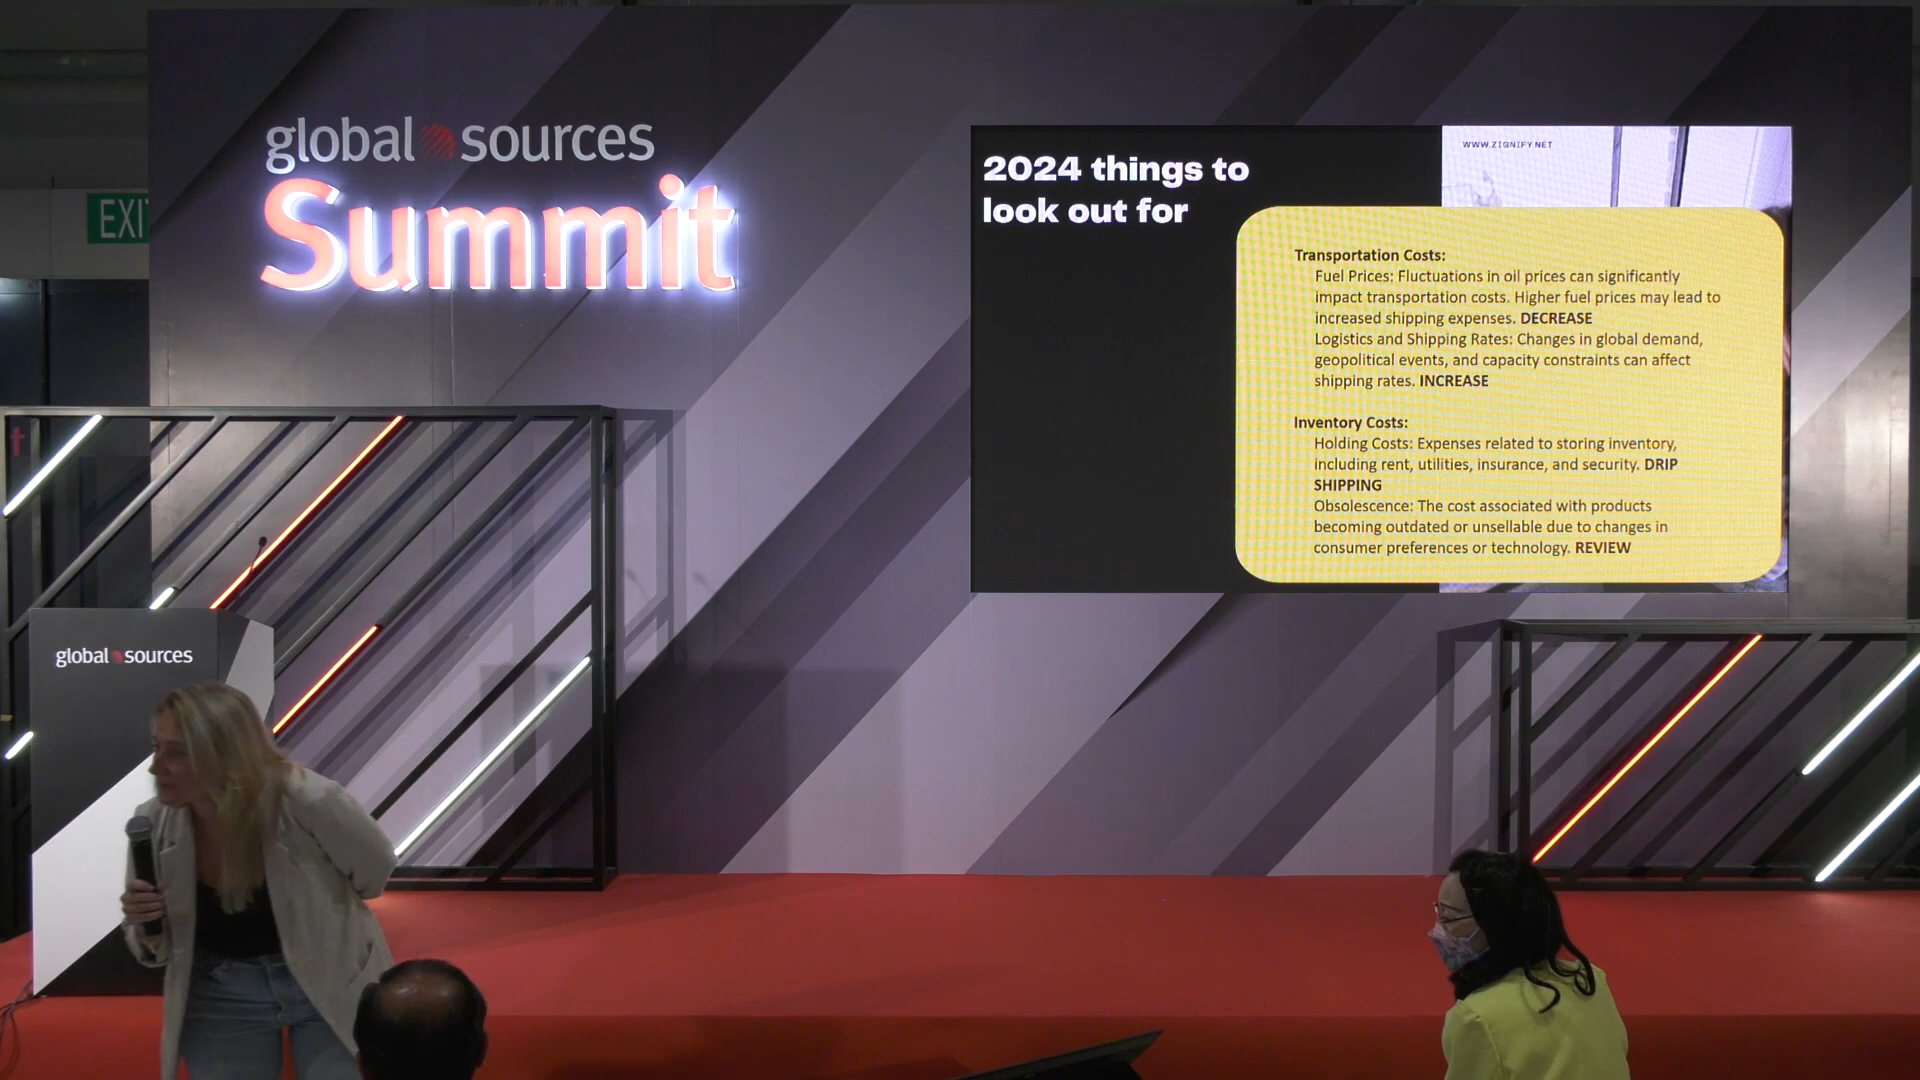 global sources
Summit
EXI
t
global sources
2024 things to
look out for
WWW.ZIGNIFY.NET
Transportation Costs:
Fuel Prices: Fluctuations in oil prices can significantly
impact transportation costs. Higher fuel prices may lead to
increased shipping expenses. DECREASE
Logistics and Shipping Rates: Changes in global demand,
geopolitical events, and capacity constraints can affect
shipping rates. INCREASE
Inventory Costs:
Holding Costs: Expenses related to storing inventory,
including rent, utilities, insurance, and security. DRIP
SHIPPING
Obsolescence: The cost associated with products
becoming outdated or unsellable due to changes in
consumer preferences or technology. REVIEW